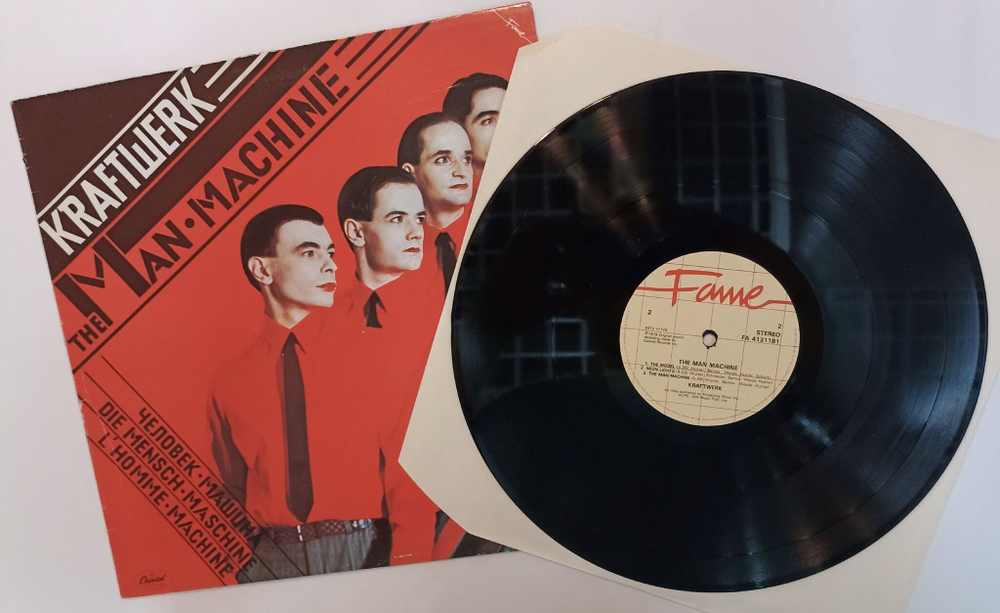 KRAFTWERK
THE MAN·MACHINE
Fame
ЧЕЛОВЕК·МАШИНА
DIE MENSCH·MASCHINE
L'HOMME·MACHINE
Capitol
Fame
2
2
STEREO
FA 4131181
THE MAN MACHINE
1. THE MODEL
2. NEON LIGHTS
3. THE MAN MACHINE
KRAFTWERK